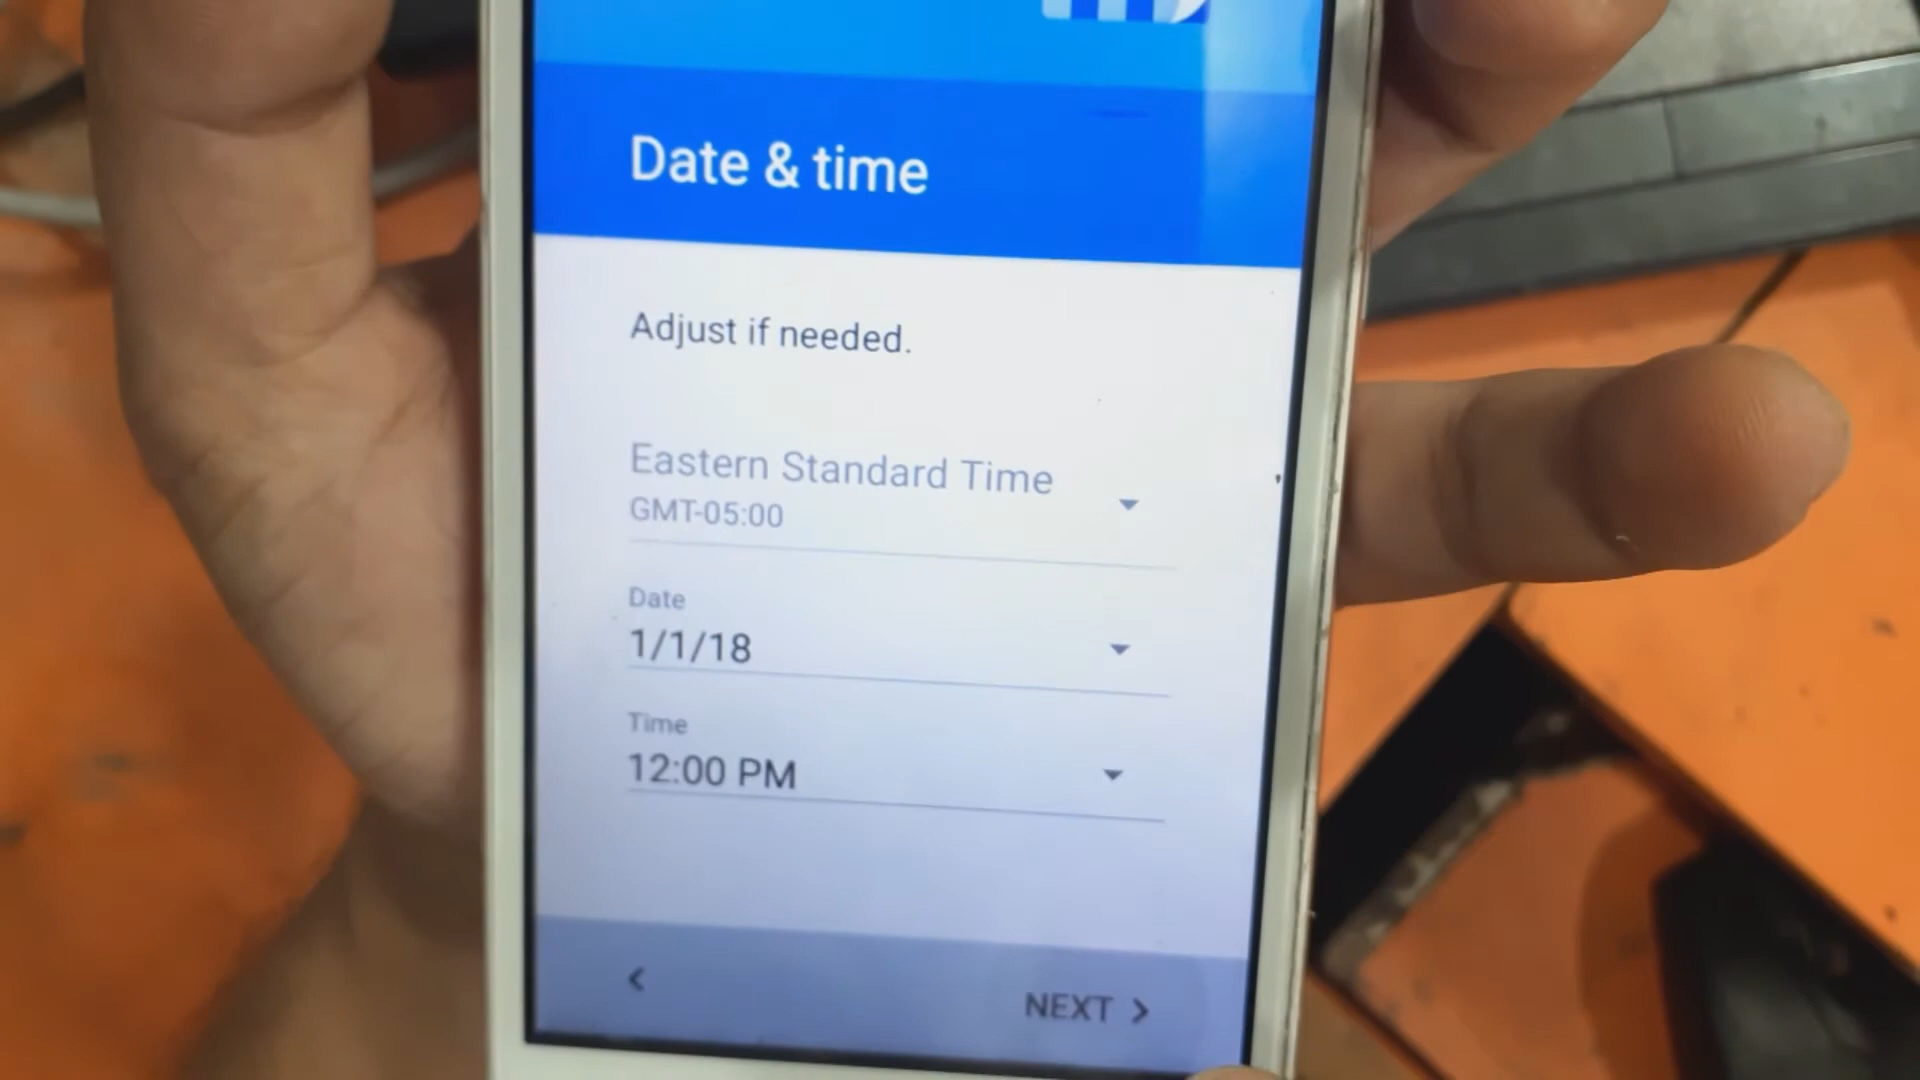 Date & time
Adjust if needed.
Eastern Standard Time
GMT-05:00
Date
1/1/18
Time
12:00 PM
NEXT